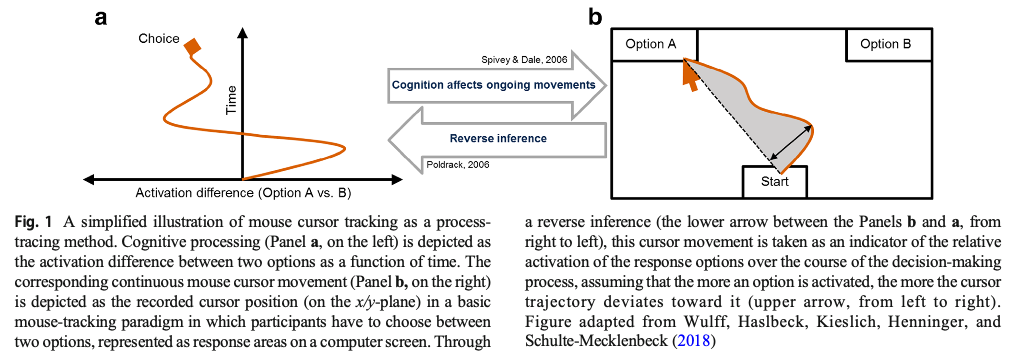 a
Choice
Time
Activation difference (Option A vs. B)
Spivey & Dale, 2006
Cognition affects ongoing movements
Reverse inference
Poldrack, 2006
b
Option A
Option B
Start
Fig. 1 A simplified illustration of mouse cursor tracking as a process-
tracing method. Cognitive processing (Panel a, on the left) is depicted as
the activation difference between two options as a function of time. The
corresponding continuous mouse cursor movement (Panel b, on the right)
is depicted as the recorded cursor position (on the x/y-plane) in a basic
mouse-tracking paradigm in which participants have to choose between
two options, represented as response areas on a computer screen. Through
a reverse inference (the lower arrow between the Panels b and a, from
right to left), this cursor movement is taken as an indicator of the relative
activation of the response options over the course of the decision-making
process, assuming that the more an option is activated, the more the cursor
trajectory deviates toward it (upper arrow, from left to right).
Figure adapted from Wulff, Haslbeck, Kieslich, Henninger, and
Schulte-Mecklenbeck (2018)